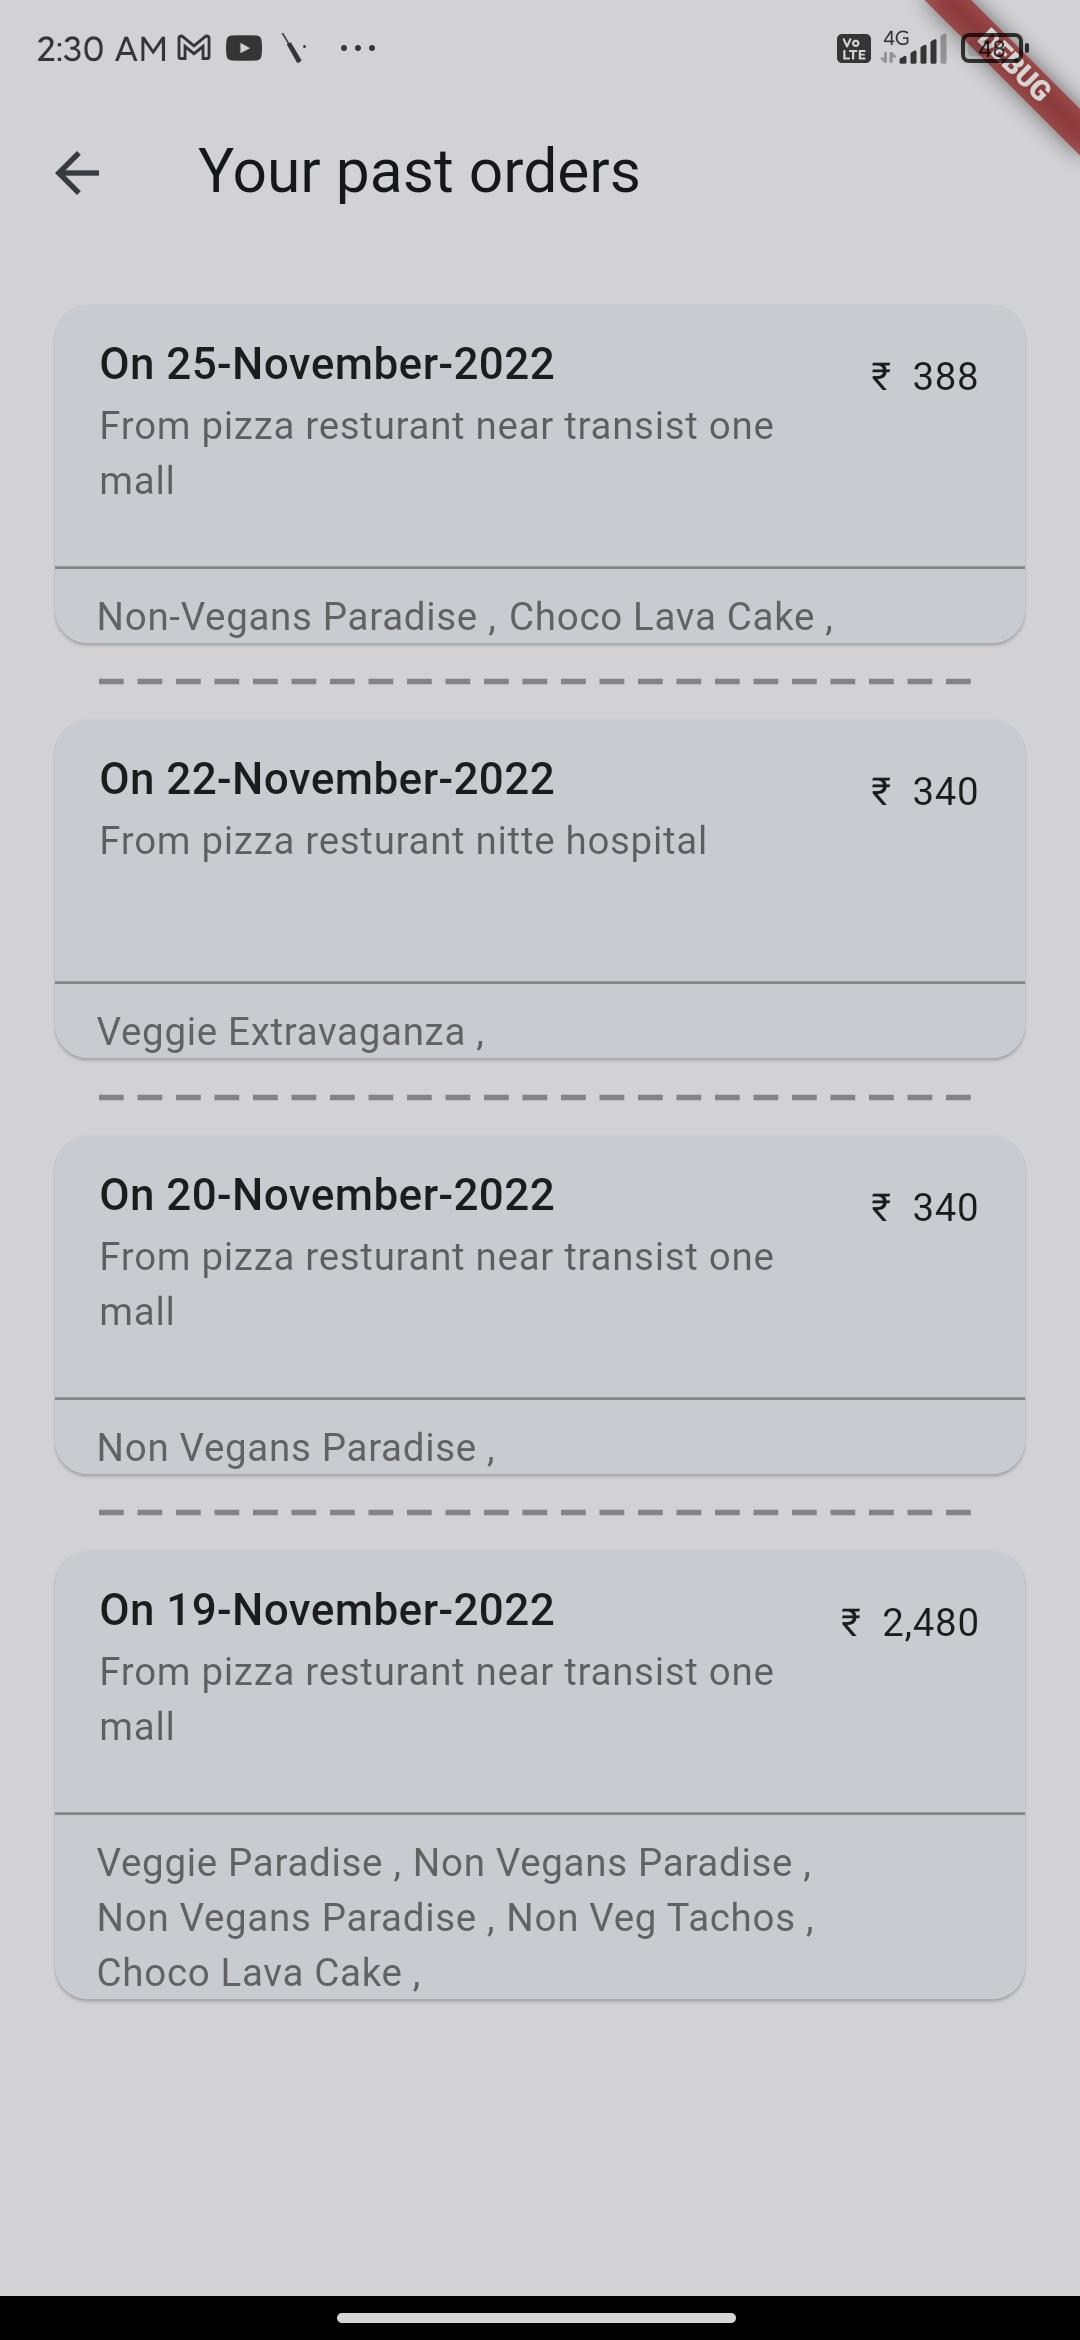 2:30 AM
Vo LTE 4G 48
DEBUG
Your past orders
On 25-November-2022
₹ 388
From pizza resturant near transist one
mall
Non-Vegans Paradise , Choco Lava Cake ,
On 22-November-2022
₹ 340
From pizza resturant nitte hospital
Veggie Extravaganza ,
On 20-November-2022
₹ 340
From pizza resturant near transist one
mall
Non Vegans Paradise ,
On 19-November-2022
₹ 2,480
From pizza resturant near transist one
mall
Veggie Paradise , Non Vegans Paradise ,
Non Vegans Paradise , Non Veg Tachos ,
Choco Lava Cake ,